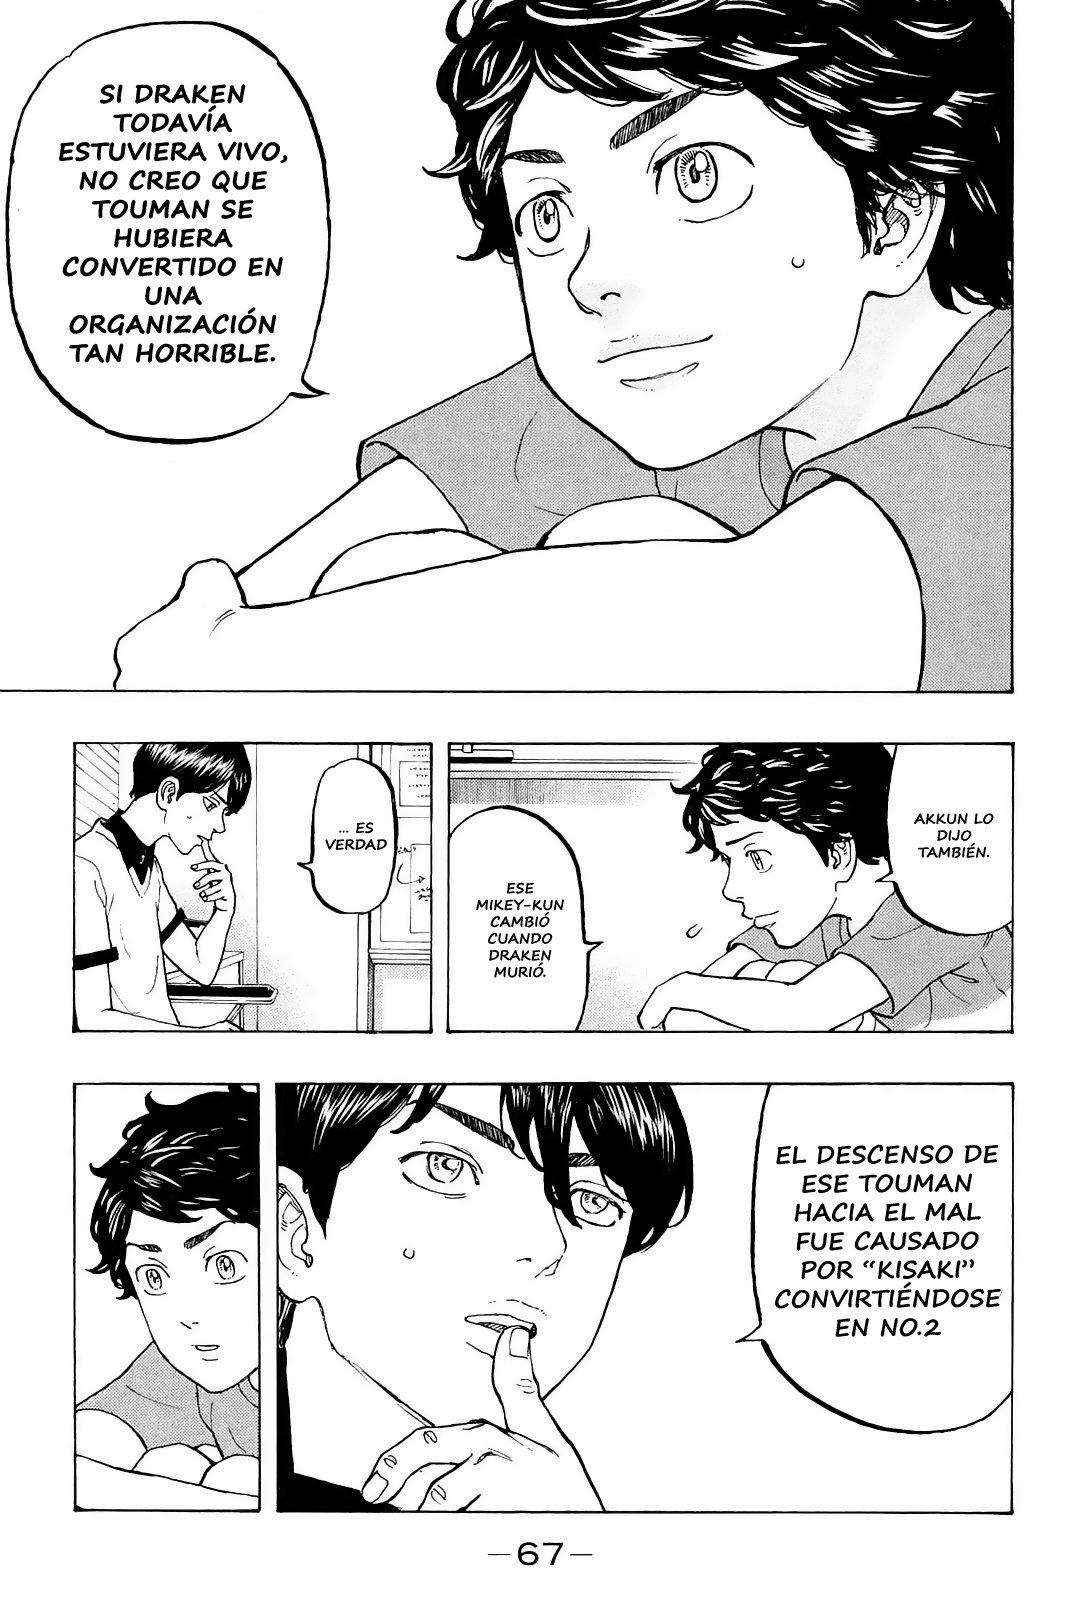 SI DRAKEN
TODAVÍA
ESTUVIERA VIVO,
NO CREO QUE
TOUMAN SE
HUBIERA
CONVERTIDO EN
UNA
ORGANIZACIÓN
TAN HORRIBLE.
AKKUN LO
DIJO
TAMBIÉN.
ESE
MIKEY-KUN
CAMBIÓ
CUANDO
DRAKEN
MURIÓ.
... ES
VERDAD
EL DESCENSO DE
ESE TOUMAN
HACIA EL MAL
FUE CAUSADO
POR “KISAKI”
CONVIRTIÉNDOSE
EN NO.2
—67—